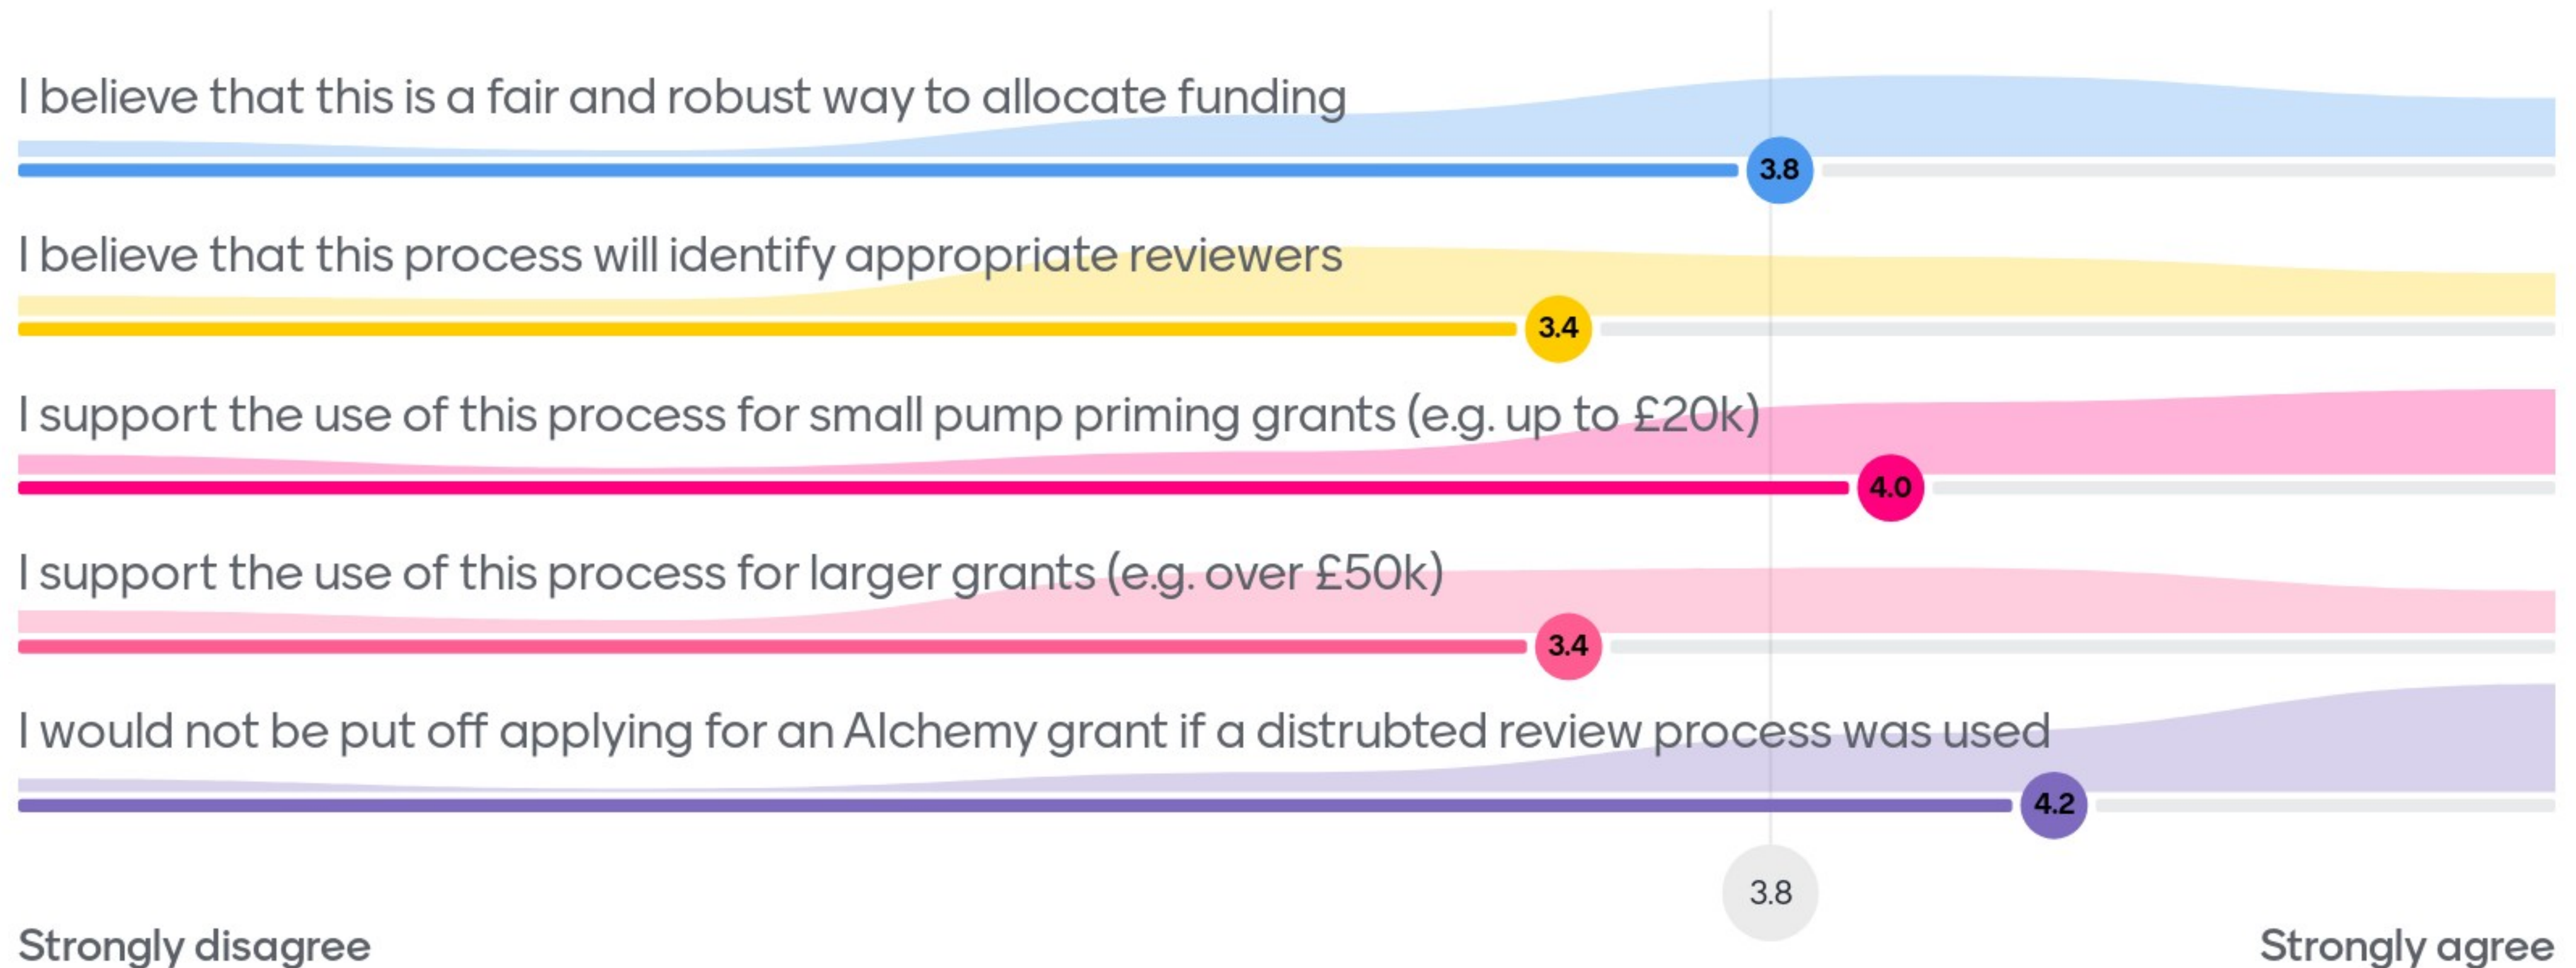 I believe that this is a fair and robust way to allocate funding
3.8
I believe that this process will identify appropriate reviewers
3.4
I support the use of this process for small pump priming grants (e.g. up to £20k)
4.0
I support the use of this process for larger grants (e.g. over £50k)
3.4
I would not be put off applying for an Alchemy grant if a distrubted review process was used
4.2
3.8
Strongly disagree
Strongly agree